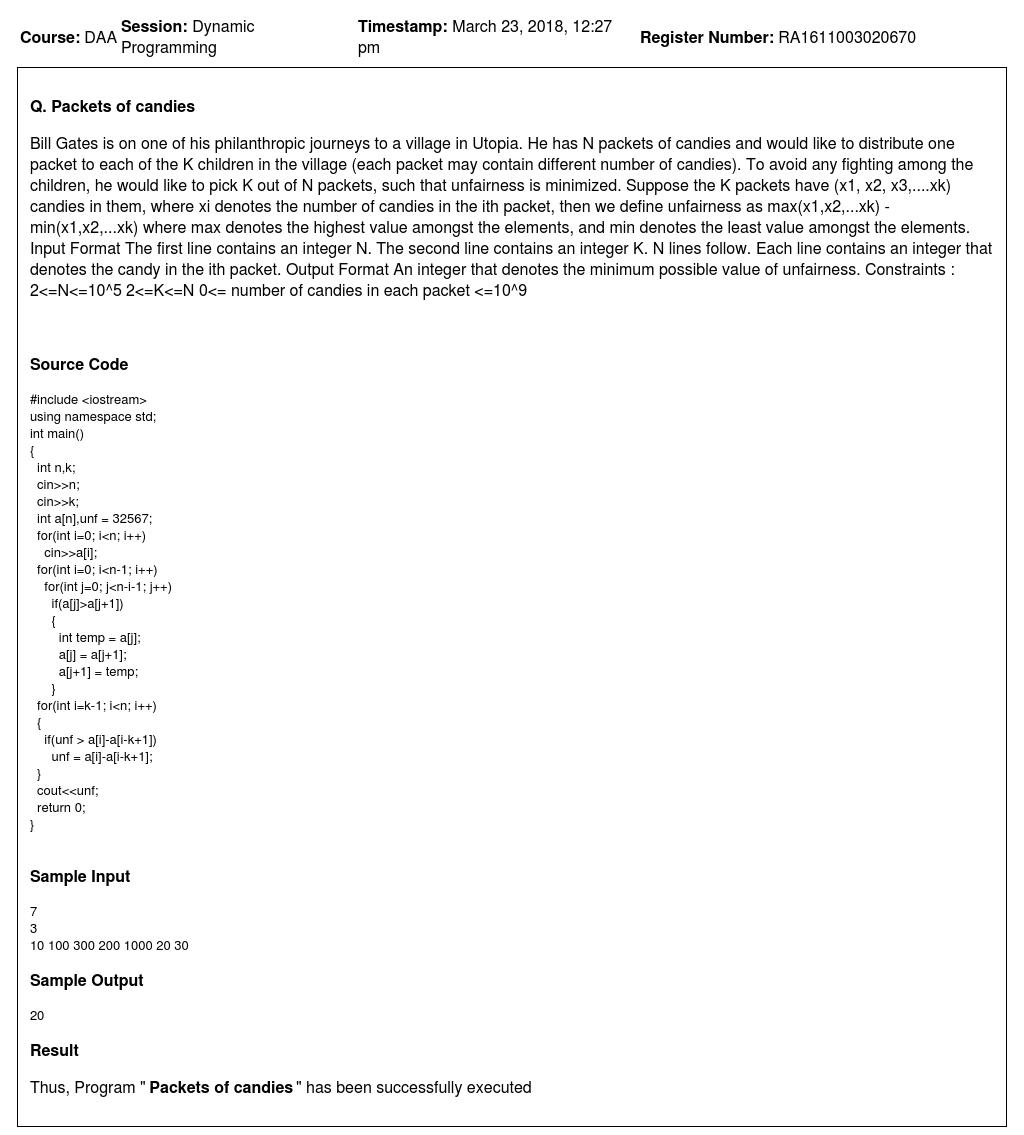 Course: DAA Session: Dynamic Programming Timestamp: March 23, 2018, 12:27 pm Register Number: RA1611003020670
Q. Packets of candies
Bill Gates is on one of his philanthropic journeys to a village in Utopia. He has N packets of candies and would like to distribute one
packet to each of the K children in the village (each packet may contain different number of candies). To avoid any fighting among the
children, he would like to pick K out of N packets, such that unfairness is minimized. Suppose the K packets have (x1, x2, x3,....xk)
candies in them, where xi denotes the number of candies in the ith packet, then we define unfairness as max(x1,x2,...xk) -
min(x1,x2,...xk) where max denotes the highest value amongst the elements, and min denotes the least value amongst the elements.
Input Format The first line contains an integer N. The second line contains an integer K. N lines follow. Each line contains an integer that
denotes the candy in the ith packet. Output Format An integer that denotes the minimum possible value of unfairness. Constraints :
2<=N<=10^5 2<=K<=N 0<= number of candies in each packet <=10^9
Source Code
#include <iostream>
using namespace std;
int main()
{
  int n,k;
  cin>>n;
  cin>>k;
  int a[n],unf = 32567;
  for(int i=0; i<n; i++)
    cin>>a[i];
  for(int i=0; i<n-1; i++)
    for(int j=0; j<n-i-1; j++)
      if(a[j]>a[j+1])
      {
        int temp = a[j];
        a[j] = a[j+1];
        a[j+1] = temp;
      }
  for(int i=k-1; i<n; i++)
  {
    if(unf > a[i]-a[i-k+1])
      unf = a[i]-a[i-k+1];
  }
  cout<<unf;
  return 0;
}
Sample Input
7
3
10 100 300 200 1000 20 30
Sample Output
20
Result
Thus, Program " Packets of candies " has been successfully executed